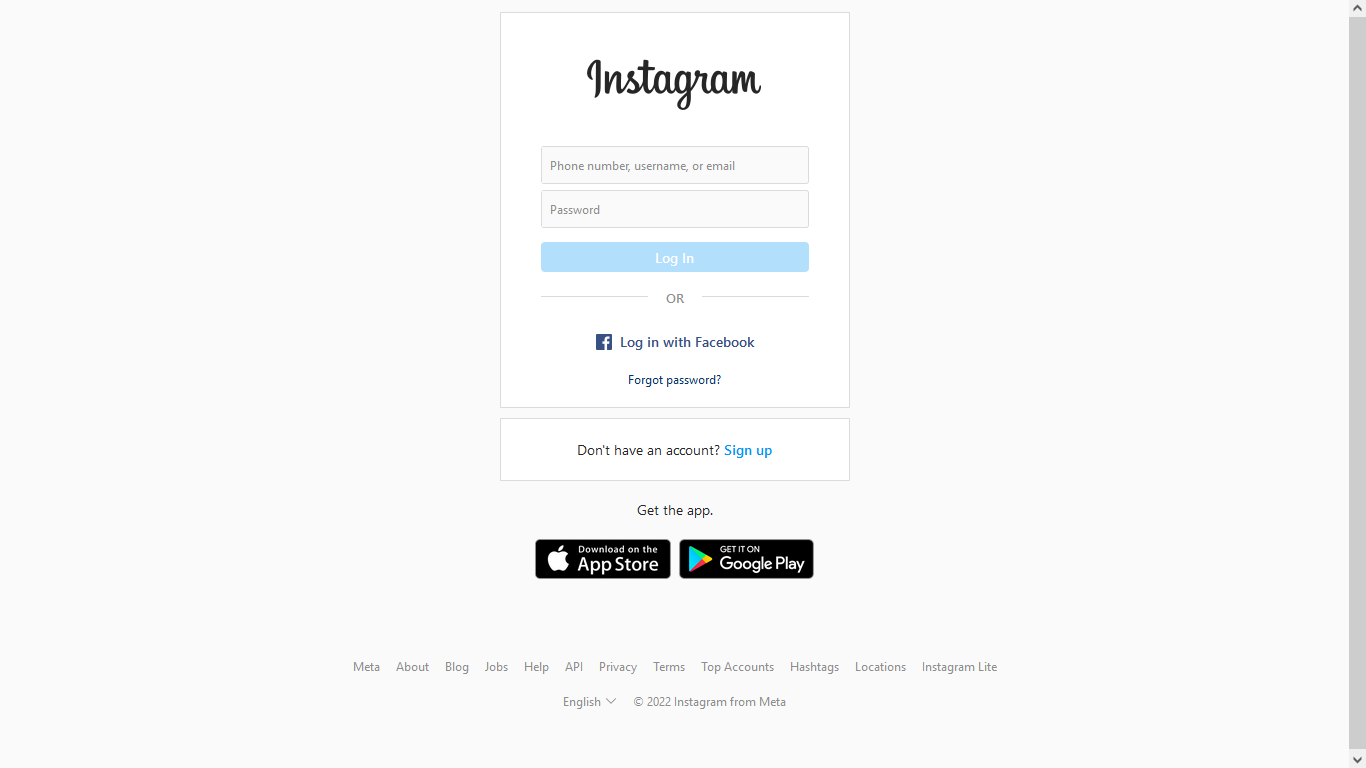 Instagram
Phone number, username, or email
Password
Log In
OR
Log in with Facebook
Forgot password?
Don't have an account? Sign up
Get the app.
Download on the App Store
GET IT ON Google Play
Meta About Blog Jobs Help API Privacy Terms Top Accounts Hashtags Locations Instagram Lite
English © 2022 Instagram from Meta